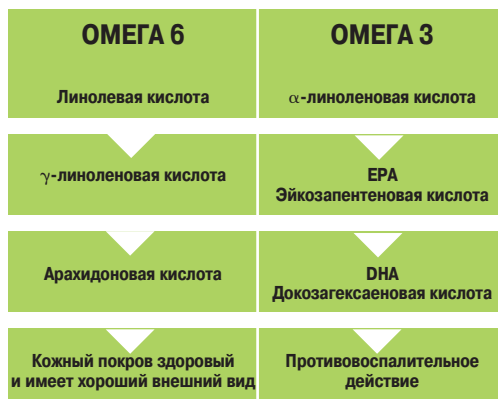 ОМЕГА 6
Линолевая кислота
γ-линоленовая кислота
Арахидоновая кислота
Кожный покров здоровый
и имеет хороший внешний вид
ОМЕГА 3
α-линоленовая кислота
EPA
Эйкозапентеновая кислота
DHA
Докозагексаеновая кислота
Противовоспалительное
действие